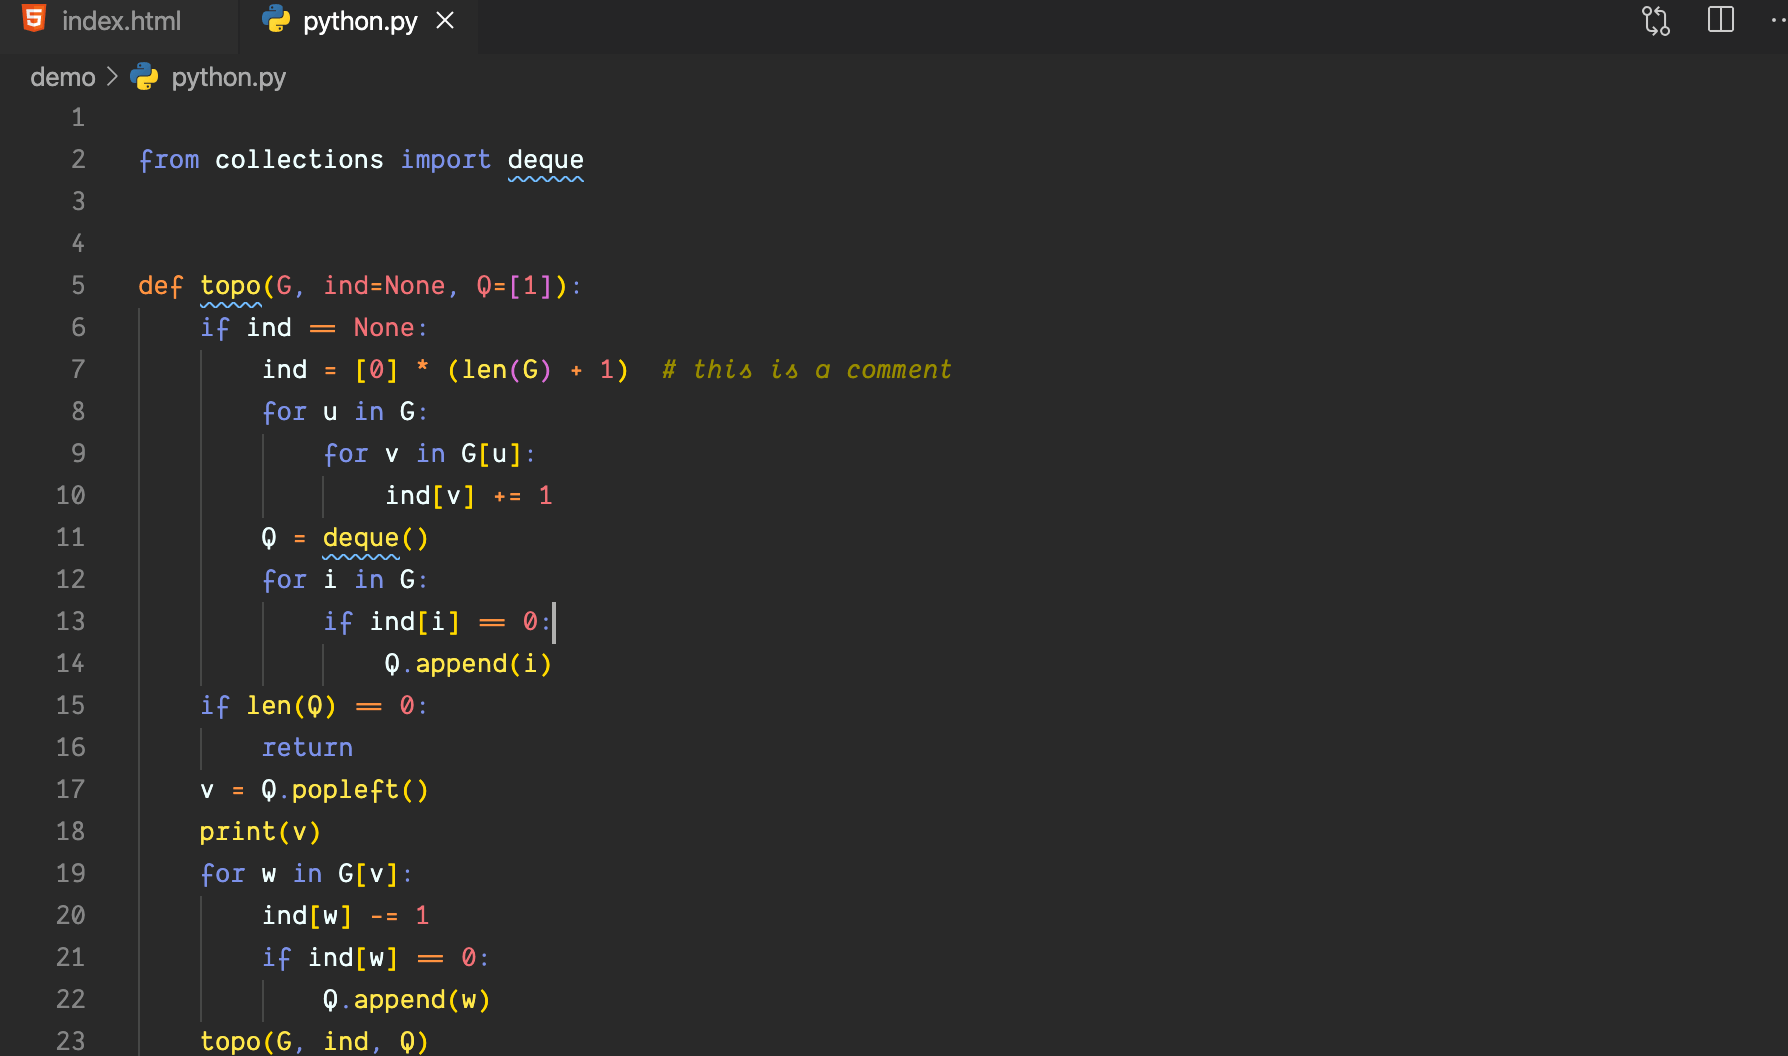 index.html python.py
demo > python.py
1
2 from collections import deque
3
4
5 def topo(G, ind=None, Q=[1]):
6     if ind == None:
7         ind = [0] * (len(G) + 1)  # this is a comment
8         for u in G:
9             for v in G[u]:
10                 ind[v] += 1
11         Q = deque()
12         for i in G:
13             if ind[i] == 0:
14                 Q.append(i)
15     if len(Q) == 0:
16         return
17     v = Q.popleft()
18     print(v)
19     for w in G[v]:
20         ind[w] -= 1
21         if ind[w] == 0:
22             Q.append(w)
23     topo(G, ind, Q)